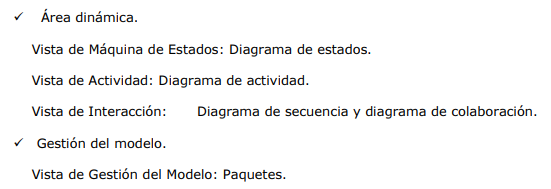 ✓ Área dinámica.
Vista de Máquina de Estados: Diagrama de estados.
Vista de Actividad: Diagrama de actividad.
Vista de Interacción: Diagrama de secuencia y diagrama de colaboración.
✓ Gestión del modelo.
Vista de Gestión del Modelo: Paquetes.